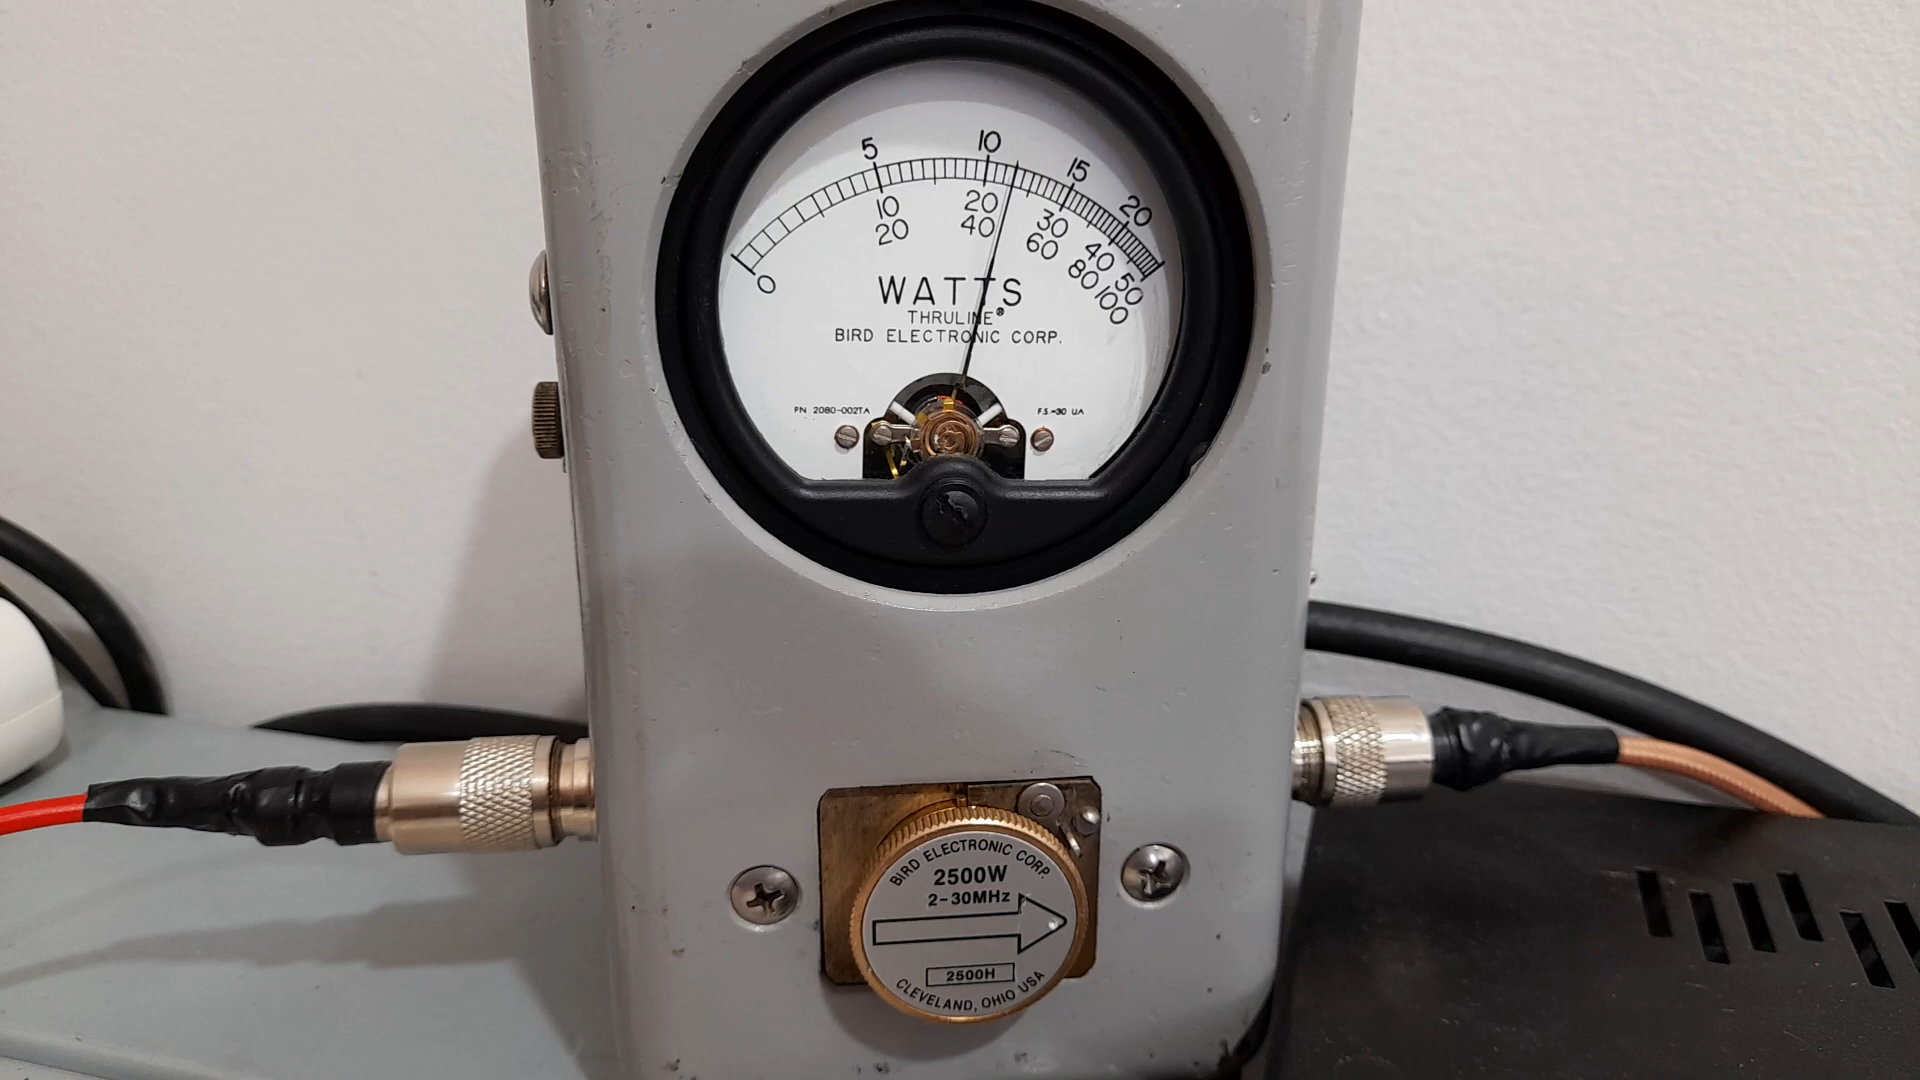 5 10 15 20
10 20 30 40 50
20 40 60 80 100
0
WATTS
THRULINE®
BIRD ELECTRONIC CORP.
PN 2080-002TA F.S.=30 UA
BIRD ELECTRONIC CORP.
2500W
2-30MHz
2500H
CLEVELAND, OHIO USA